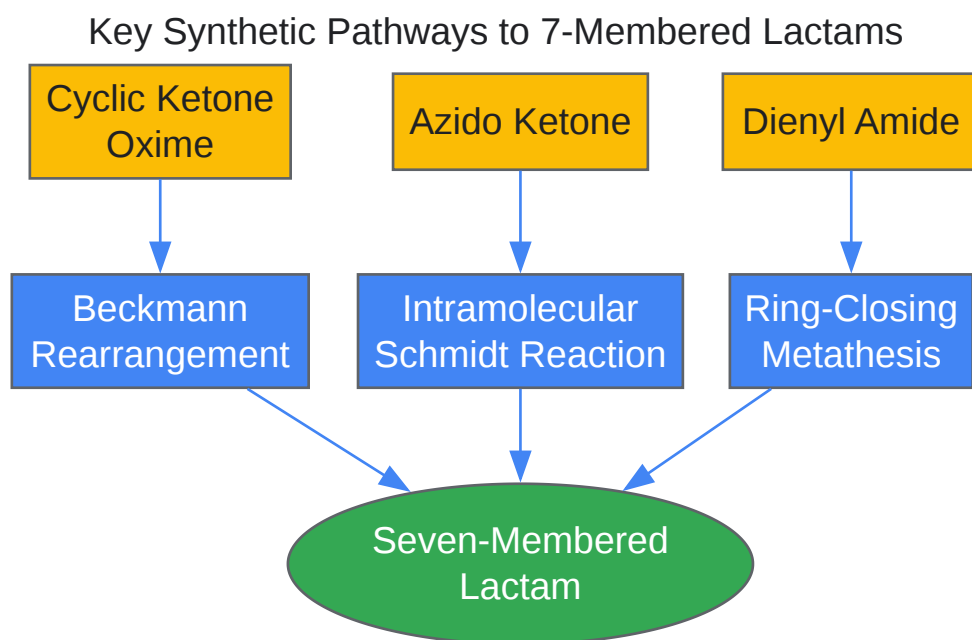 Key Synthetic Pathways to 7-Membered Lactams
Cyclic Ketone
Oxime
Azido Ketone
Dienyl Amide
Beckmann
Rearrangement
Intramolecular
Schmidt Reaction
Ring-Closing
Metathesis
Seven-Membered
Lactam